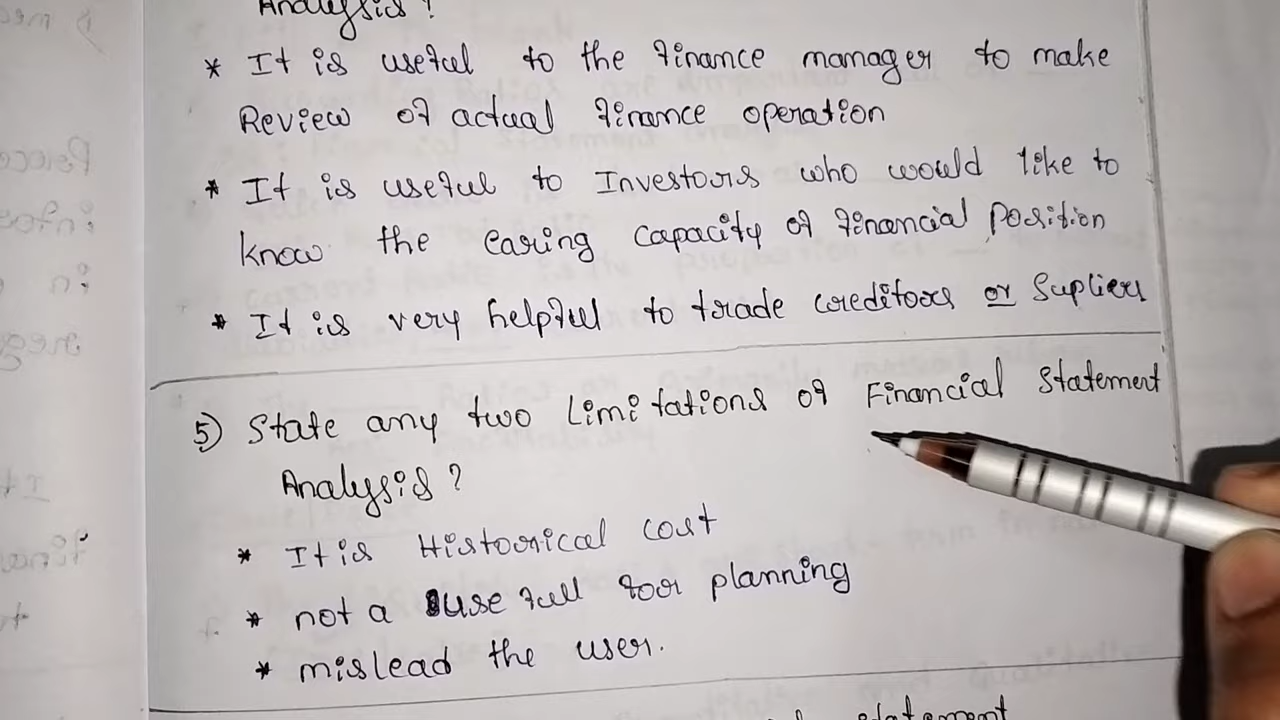 Analysis?
* It is useful to the finance manager to make
Review of actual finance operation
* It is useful to Investors who would like to
know the earing capacity of financial Position
* It is very helpful to trade creditors or Supliers
5) State any two Limitations of Financial Statement
Analysis?
* It is Historical cost
* not a usefull for planning
* mislead the user.
statement